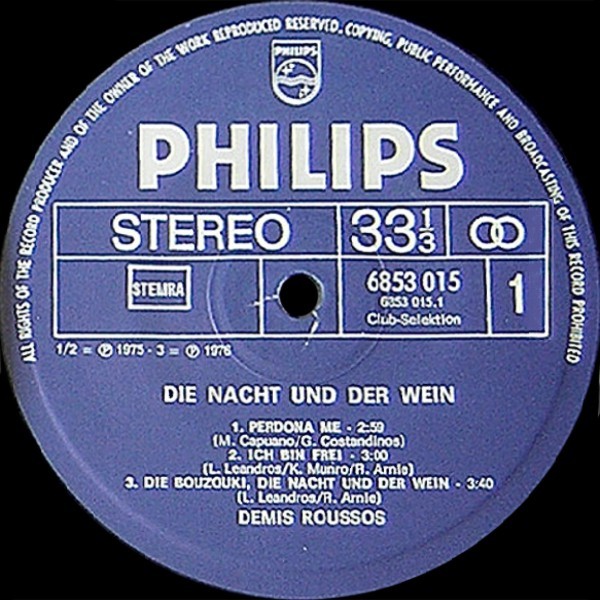 ALL RIGHTS OF THE RECORD PRODUCER AND OF THE OWNER OF THE WORK REPRODUCED RESERVED. COPYING, PUBLIC PERFORMANCE AND BROADCASTING OF THIS RECORD PROHIBITED
PHILIPS
PHILIPS
STEREO 33 1/3
STEMRA 6853 015 1
6353 015.1
Club-Selektion
1/2 = ℗ 1975 - 3 = ℗ 1976
DIE NACHT UND DER WEIN
1. PERDONA ME - 2:59
(M. Capuano/G. Costandinos)
2. ICH BIN FREI - 3:00
(L. Leandros/K. Munro/R. Arnie)
3. DIE BOUZOUKI, DIE NACHT UND DER WEIN - 3:40
(L. Leandros/R. Arnie)
DEMIS ROUSSOS